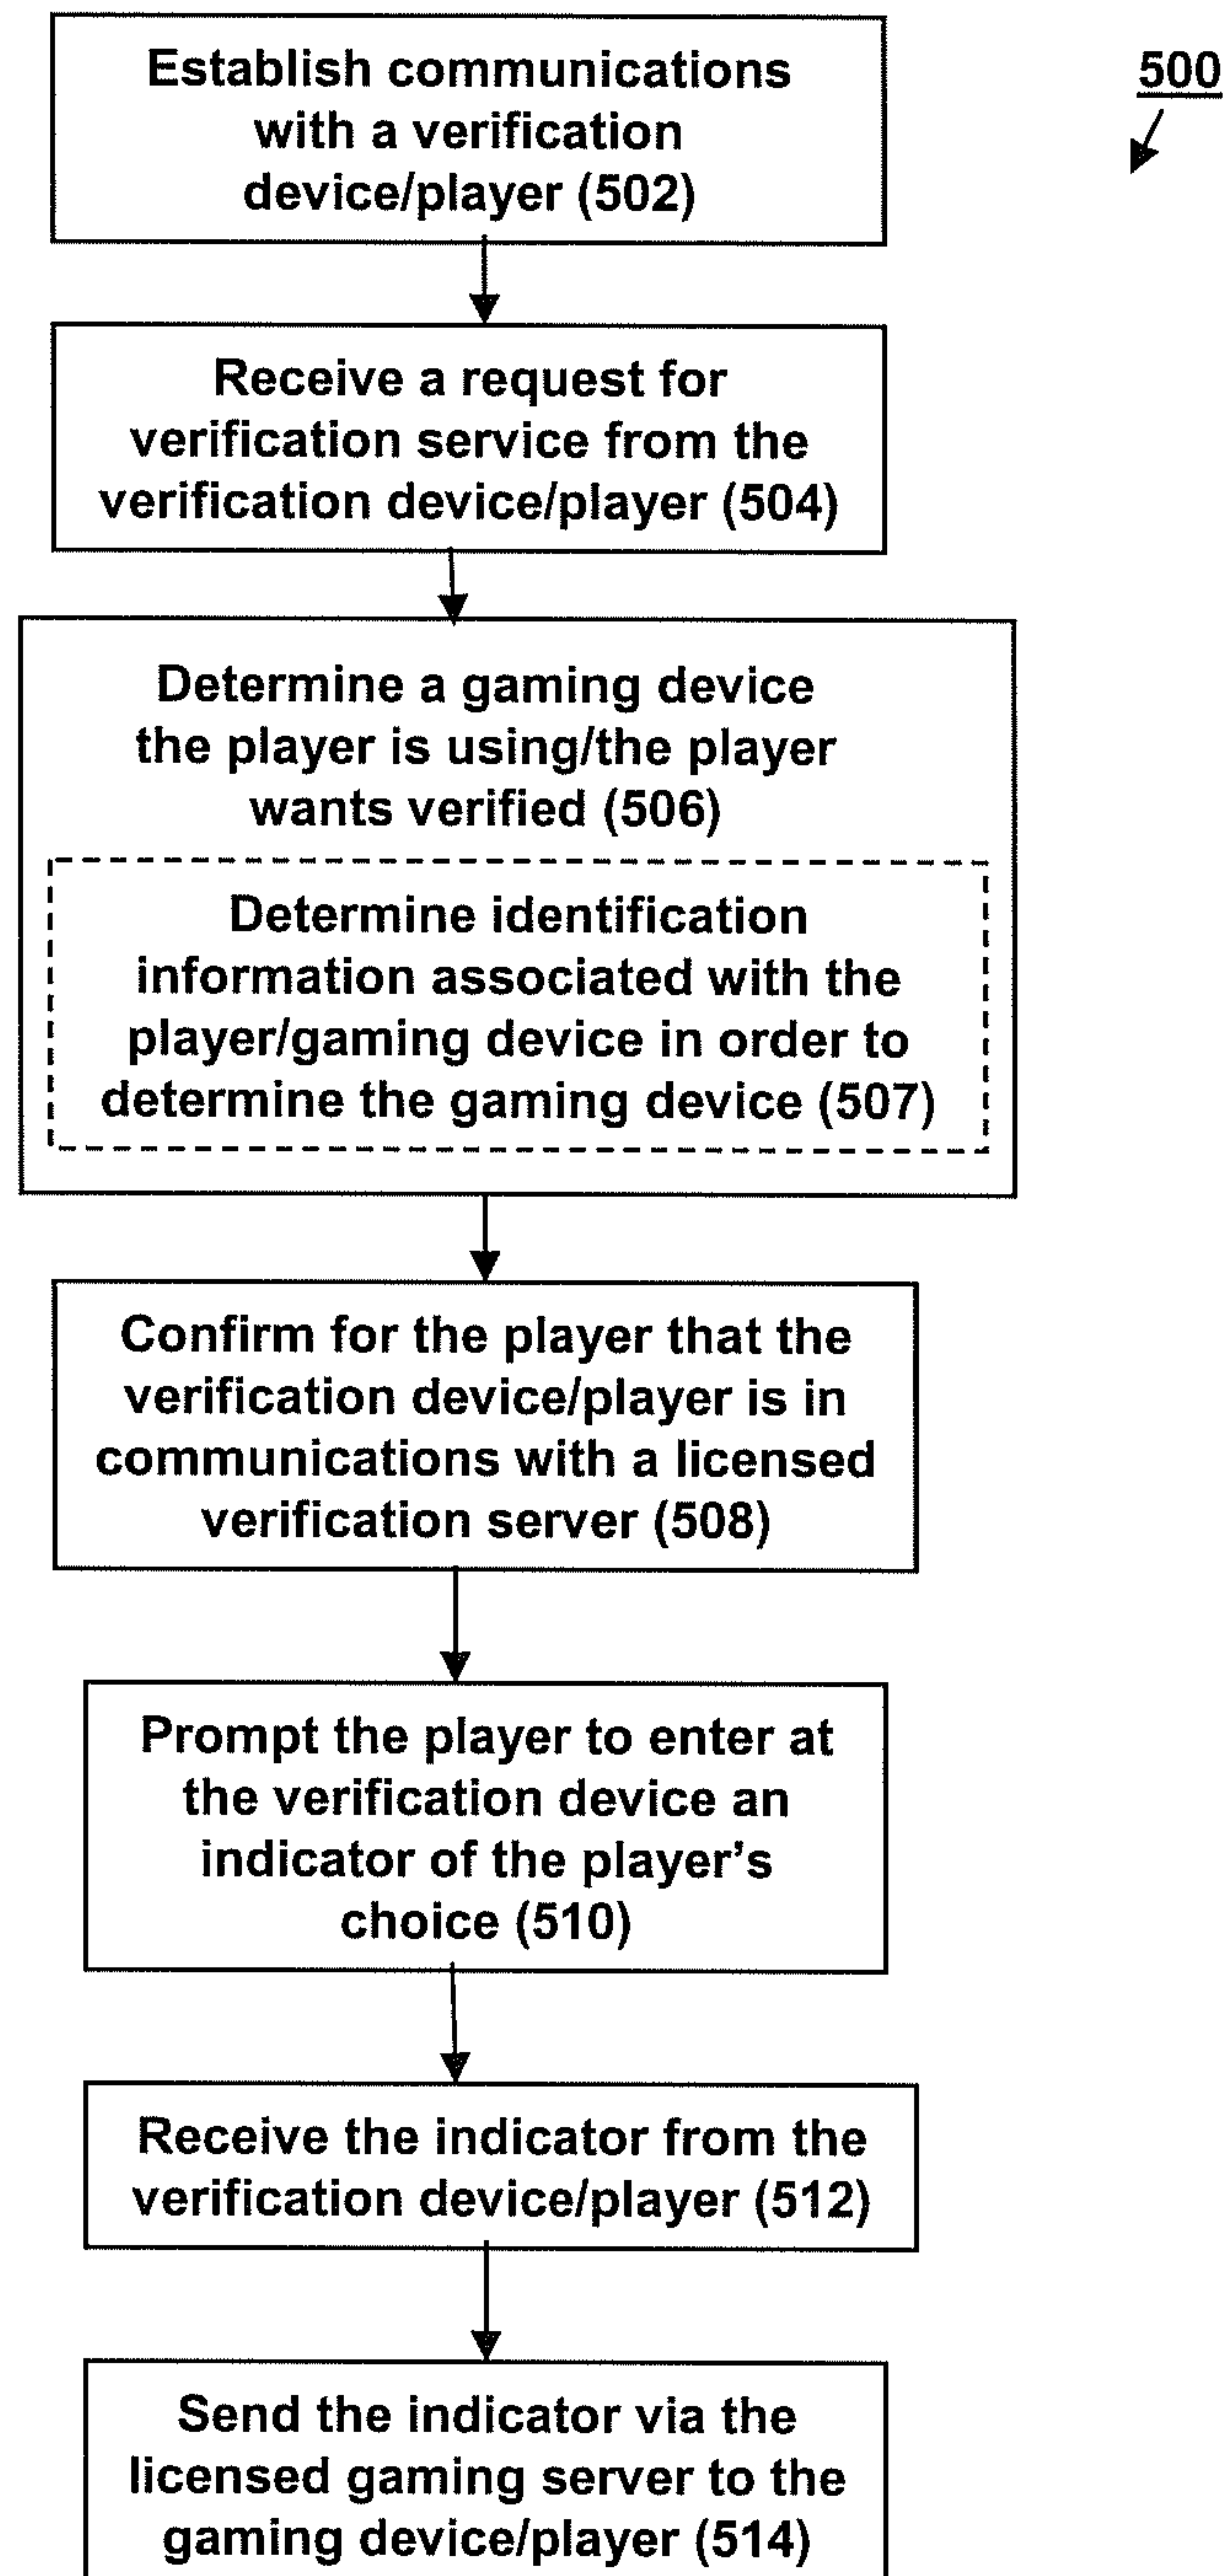 500
Establish communications
with a verification
device/player (502)
Receive a request for
verification service from the
verification device/player (504)
Determine a gaming device
the player is using/the player
wants verified (506)
Determine identification
information associated with the
player/gaming device in order to
determine the gaming device (507)
Confirm for the player that the
verification device/player is in
communications with a licensed
verification server (508)
Prompt the player to enter at
the verification device an
indicator of the player’s
choice (510)
Receive the indicator from the
verification device/player (512)
Send the indicator via the
licensed gaming server to the
gaming device/player (514)